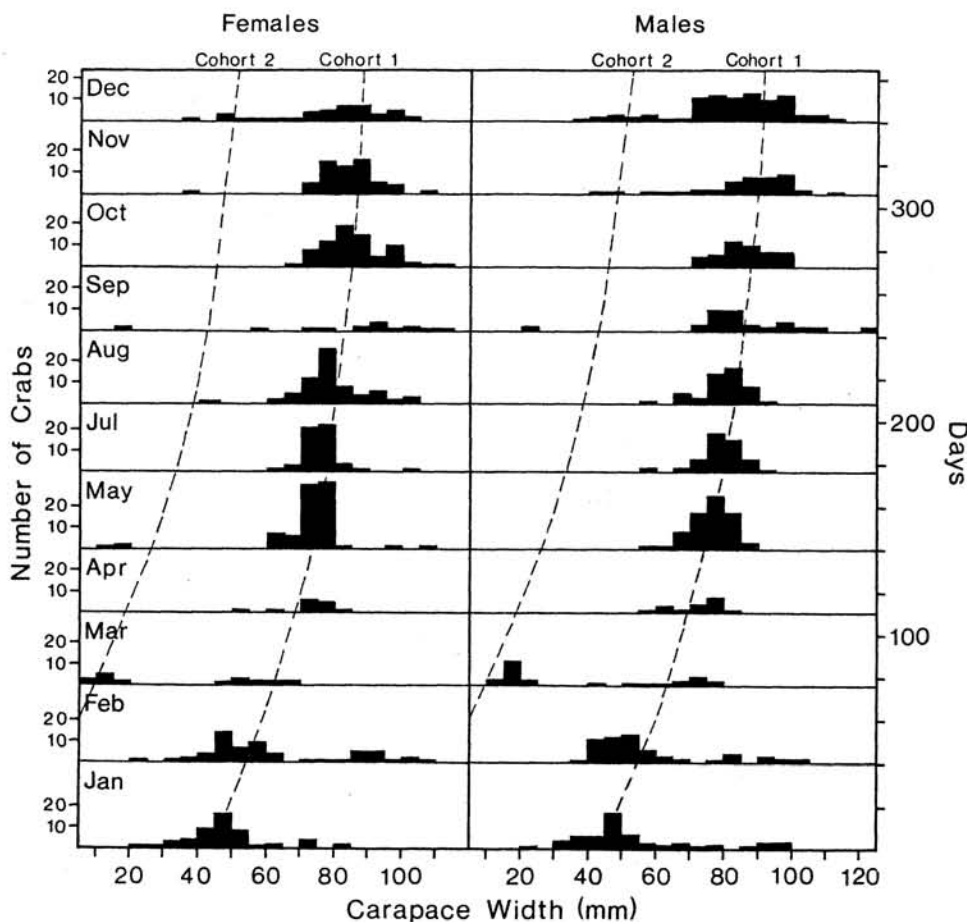 Females Males
Cohort 2 Cohort 1 Cohort 2 Cohort 1
20
10
Dec
20
10
Nov
20
10
Oct
300
20
10
Sep
20
10
Aug
20
10
Jul
200
20
10
May
20
10
Apr
20
10
Mar
100
20
10
Feb
20
10
Jan
Number of Crabs
Days
20 40 60 80 100 20 40 60 80 100 120
Carapace Width (mm)